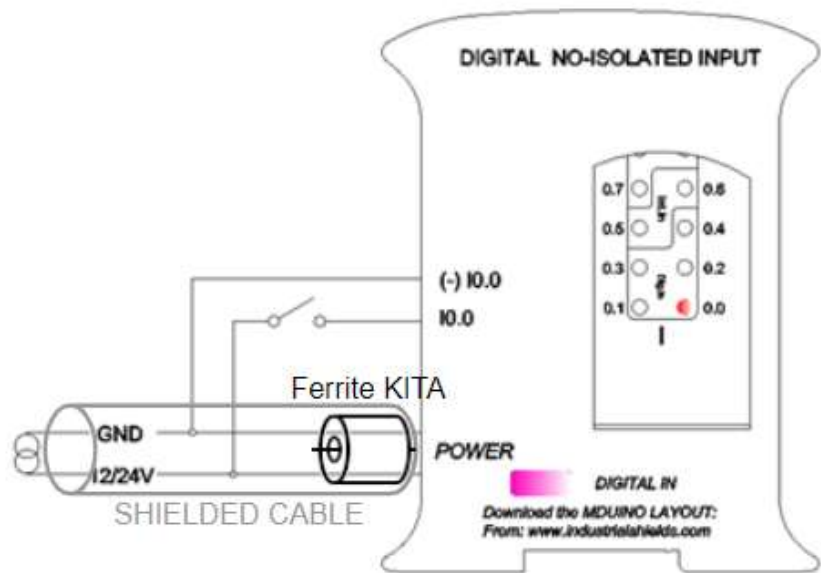 DIGITAL NO-ISOLATED INPUT
0.7
0.6
0.5
0.4
0.3
0.2
0.1
0.0
(-) I0.0
I0.0
Ferrite KITA
GND
POWER
12/24V
DIGITAL IN
SHIELDED CABLE
Download the MDUINO LAYOUT:
From: www.industrialshields.com